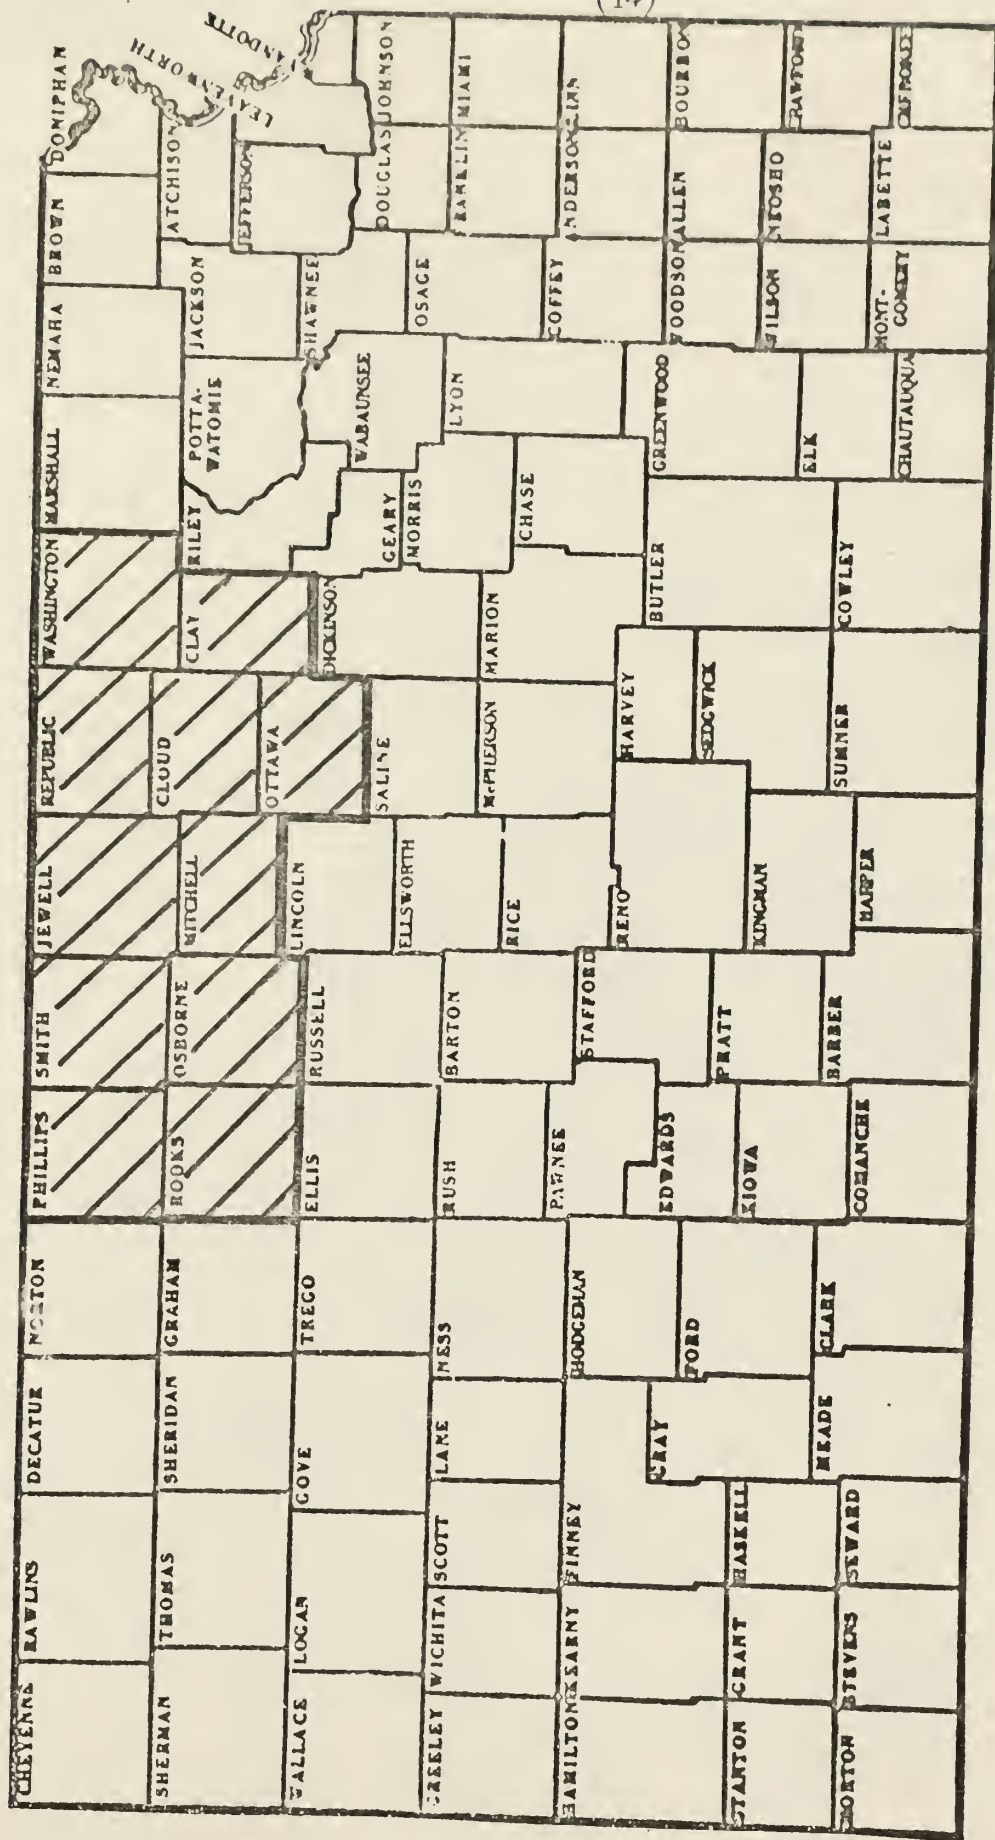 (14)
CHEYENNE
RAWLINS
DECATUR
NORTON
PHILLIPS
SMITH
JEWELL
REPUBLIC
WASHINGTON
MARSHALL
NEMAHA
BROWN
DONIPHAN
SHERMAN
THOMAS
SHERIDAN
GRAHAM
ROOKS
OSBORNE
MITCHELL
CLOUD
CLAY
RILEY
POTTA-
WATOMIE
JACKSON
ATCHISON
JEFFERSON
LEAVENWORTH
WYANDOTTE
WALLACE
LOGAN
GOVE
TREGO
ELLIS
RUSSELL
LINCOLN
OTTAWA
SALINE
DICKINSON
GEARY
MORRIS
WABAUNSEE
SHAWNEE
OSAGE
DOUGLAS
JOHNSON
GREELEY
WICHITA
SCOTT
LANE
NESS
RUSH
BARTON
ELLSWORTH
RICE
McPHERSON
MARION
CHASE
LYON
COFFEY
FRANKLIN
MIAMI
ANDERSON
LINN
HAMILTON
KEARNY
FINNEY
HODGEMAN
PAWNEE
STAFFORD
RENO
HARVEY
BUTLER
GREENWOOD
WOODSON
ALLEN
BOURBON
STANTON
GRANT
HASKELL
GRAY
FORD
EDWARDS
KIOWA
PRATT
KINGMAN
SEDGWICK
ELK
WILSON
NEOSHO
CRAWFORD
MORTON
STEVENS
SEWARD
MEADE
CLARK
COMANCHE
BARBER
HARPER
SUMNER
COWLEY
CHAUTAUQUA
MONT-
GOMERY
LABETTE
CHEROKEE